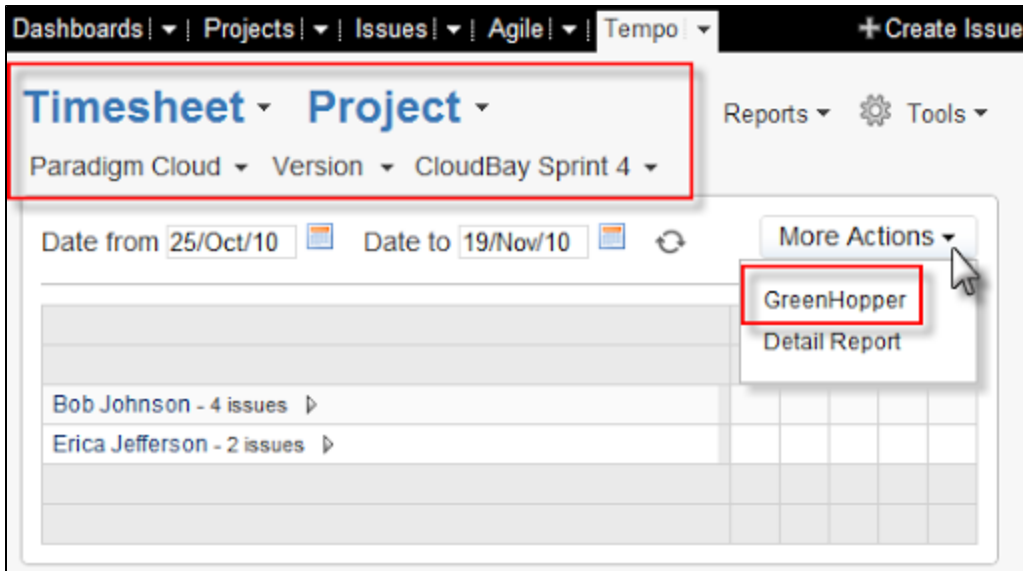 Dashboards | Projects | Issues | Agile | Tempo + Create Issue
Timesheet Project
Reports Tools
Paradigm Cloud Version CloudBay Sprint 4
Date from 25/Oct/10 Date to 19/Nov/10 More Actions
GreenHopper
Detail Report
Bob Johnson - 4 issues
Erica Jefferson - 2 issues